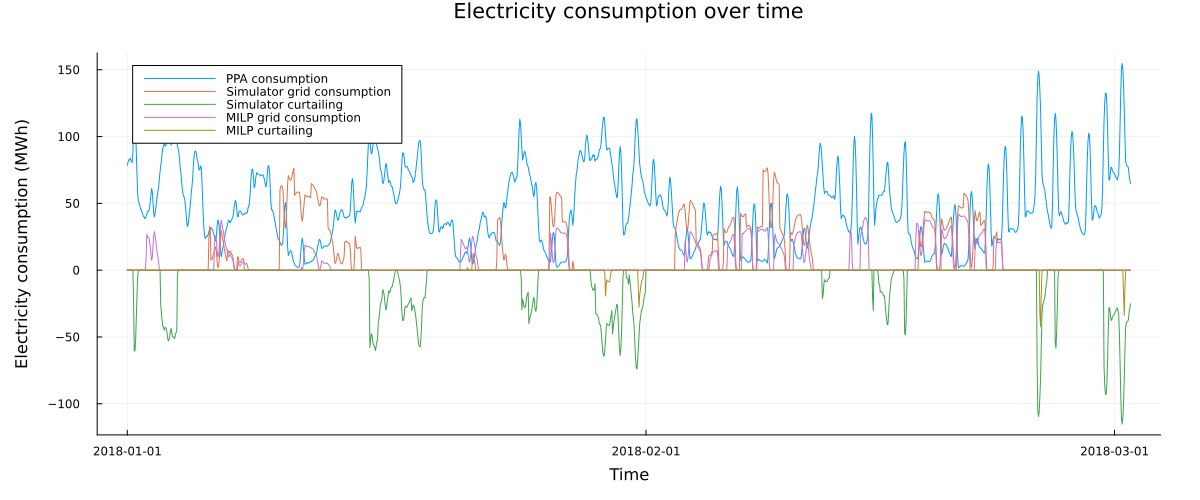 Electricity consumption over time
Electricity consumption (MWh)
150
100
50
0
−50
−100
PPA consumption
Simulator grid consumption
Simulator curtailing
MILP grid consumption
MILP curtailing
2018-01-01
2018-02-01
2018-03-01
Time